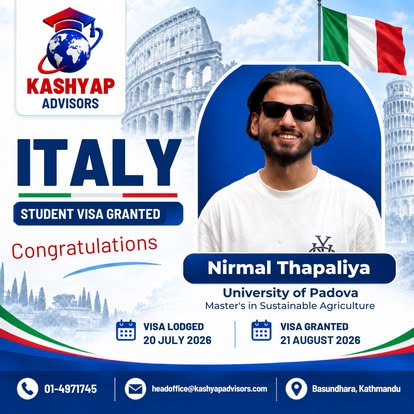 KASHYAP
ADVISORS
ITALY
STUDENT VISA GRANTED
Congratulations
Nirmal Thapaliya
University of Padova
Master's in Sustainable Agriculture
VISA LODGED
20 JULY 2026
VISA GRANTED
21 AUGUST 2026
01-4971745
headoffice@kashyapadvisors.com
Basundhara, Kathmandu